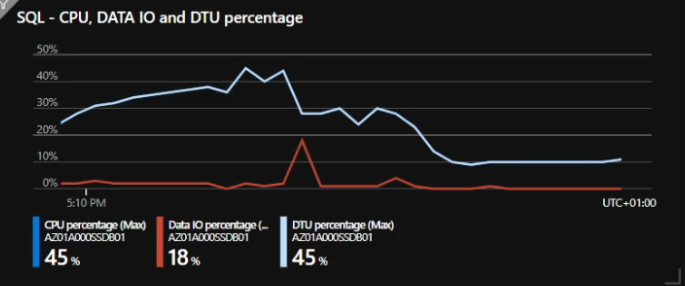 SQL - CPU, DATA IO and DTU percentage
50%
40%
30%
20%
10%
0%
5:10 PM
UTC+01:00
CPU percentage (Max)
AZ01A000SSDB01
45 %
Data IO percentage (...
AZ01A000SSDB01
18 %
DTU percentage (Max)
AZ01A000SSDB01
45 %